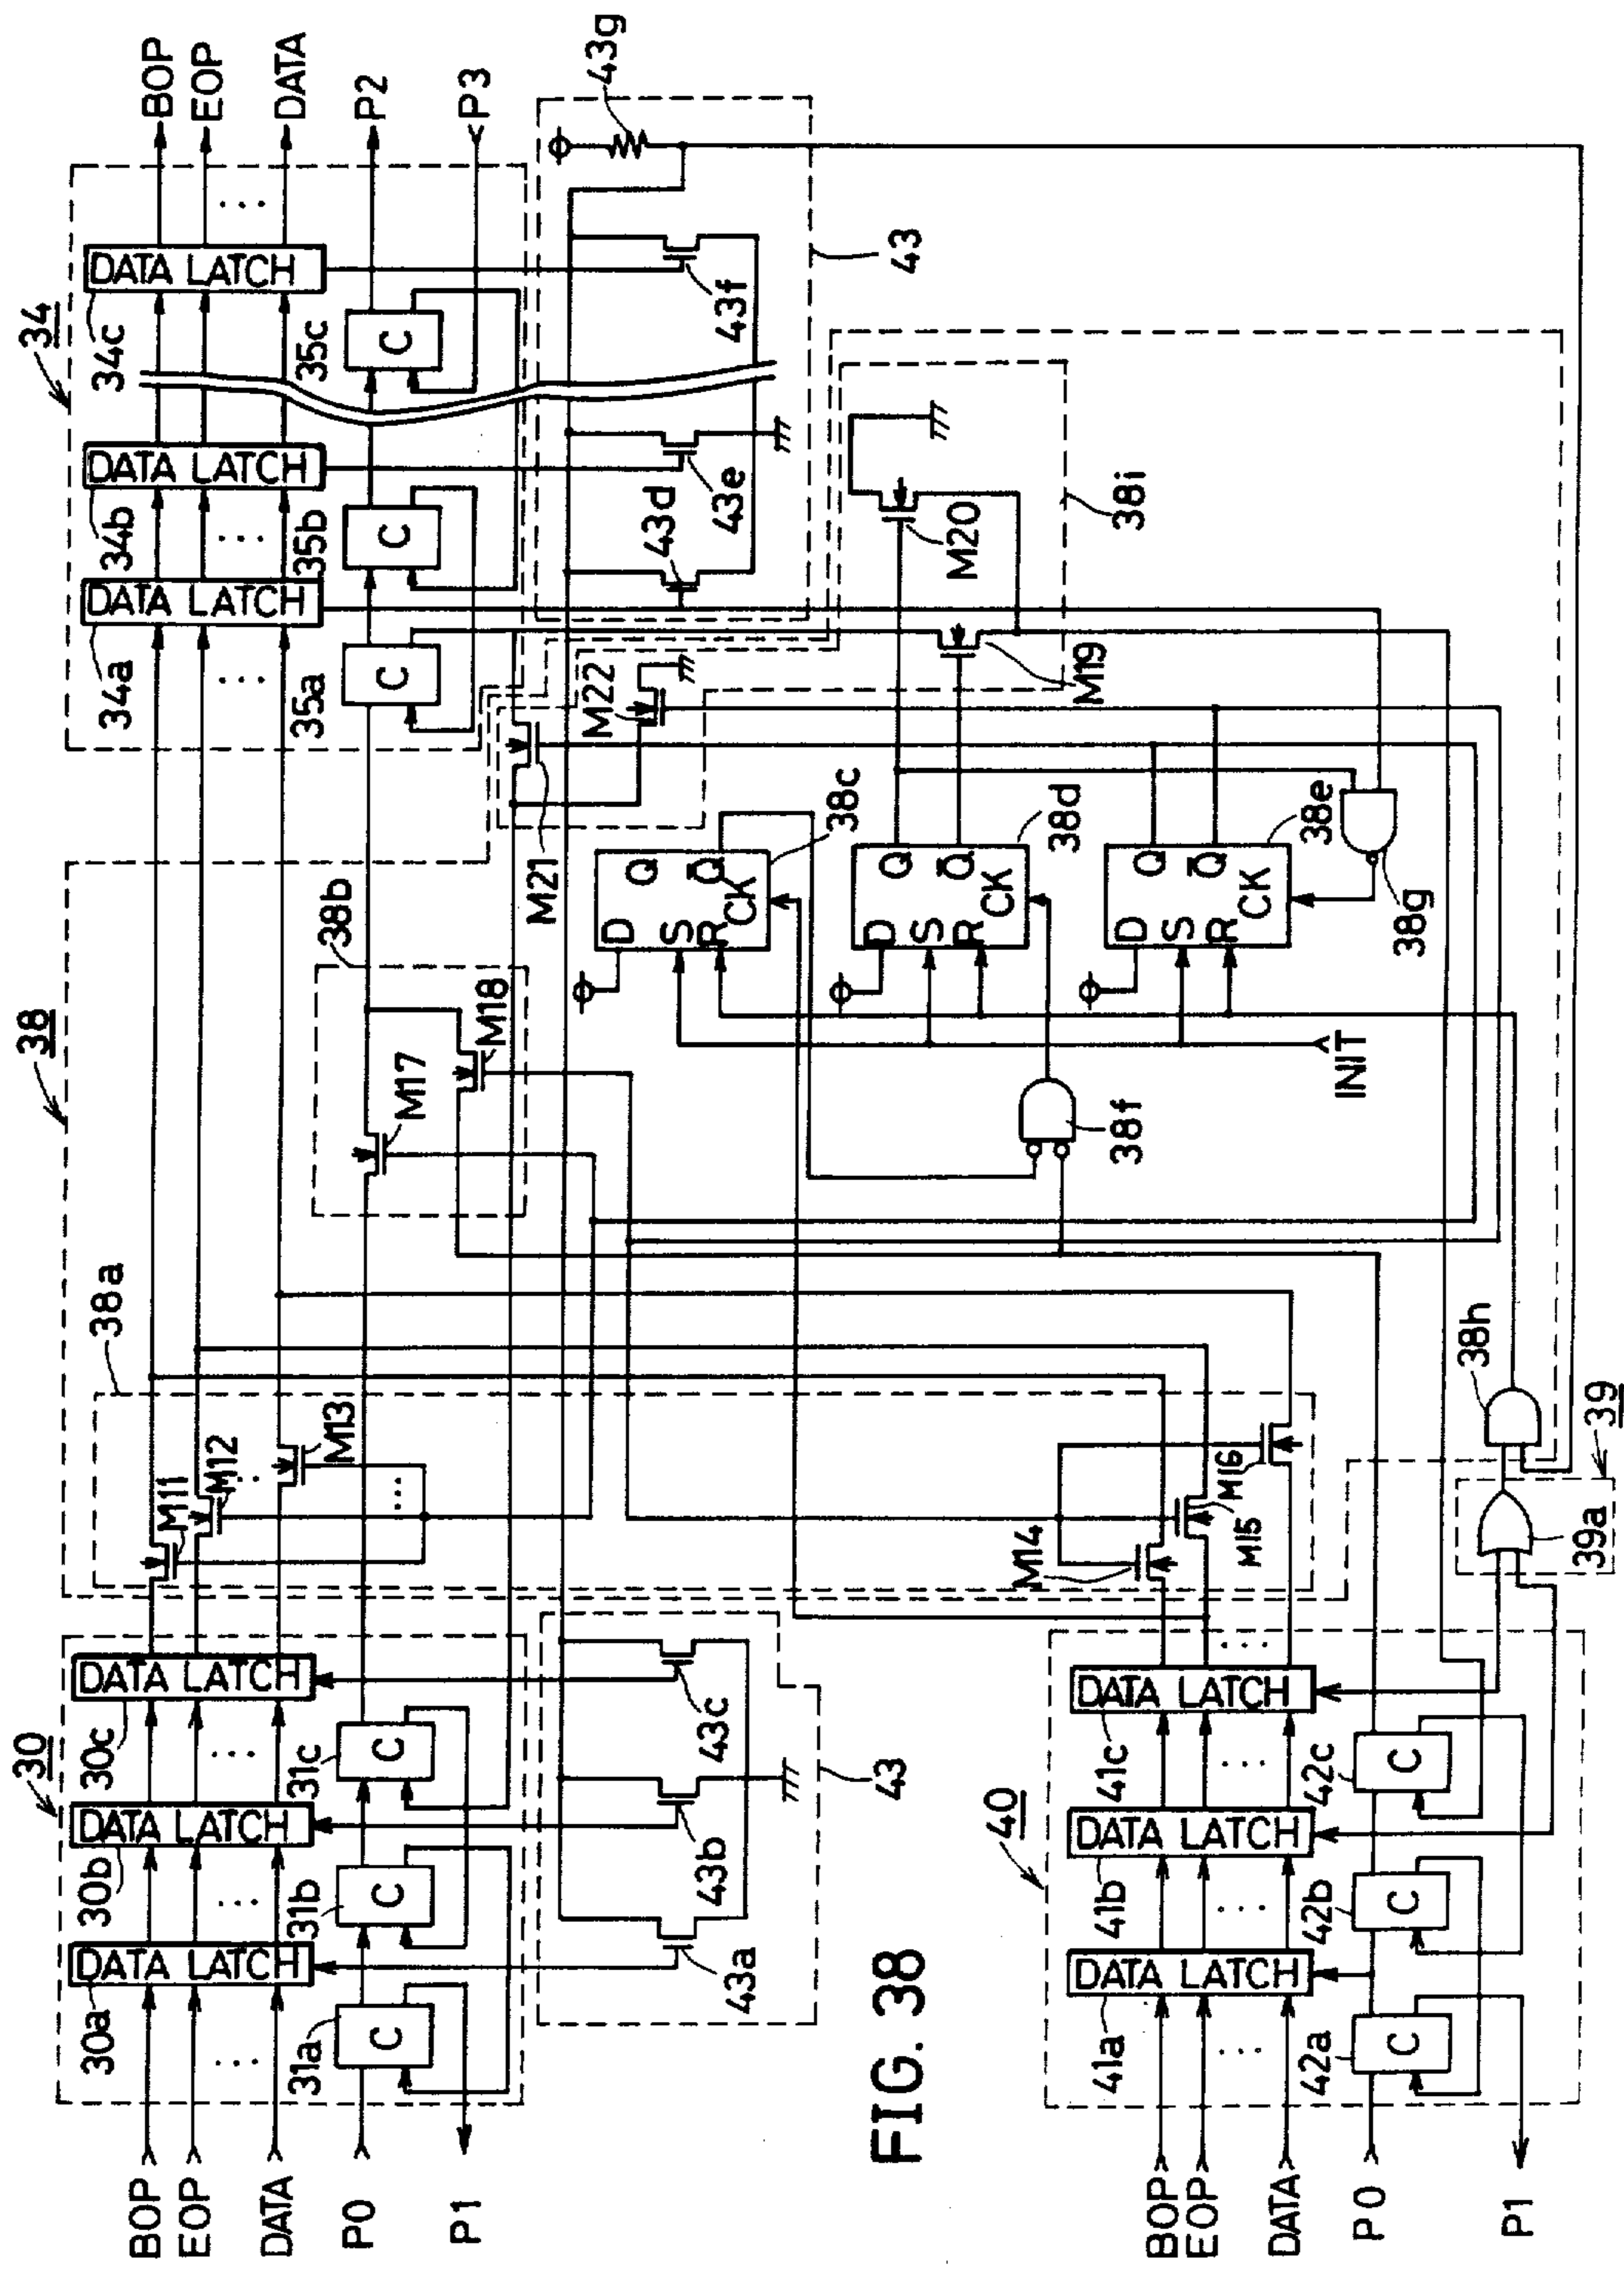 BOP
EOP
DATA
P2
P3
34
DATA LATCH
DATA LATCH
DATA LATCH
34a
34b
34c
35a
35b
35c
C
C
C
43g
43f
43e
43d
43
38
38a
38b
38i
M11
M12
M13
M17
M18
M21
M22
M20
M19
M14
M15
M16
38c
D
S
R
Q
Q̅
CK
38d
D
S
R
Q
Q̅
CK
38e
D
S
R
Q
Q̅
CK
38g
38f
INIT
38h
39
39a
30
DATA LATCH
DATA LATCH
DATA LATCH
30a
30b
30c
31a
31b
31c
C
C
C
BOP
EOP
DATA
P0
P1
43a
43b
43c
43
40
DATA LATCH
DATA LATCH
DATA LATCH
41a
41b
41c
42a
42b
42c
C
C
C
BOP
EOP
DATA
P0
P1
FIG. 38